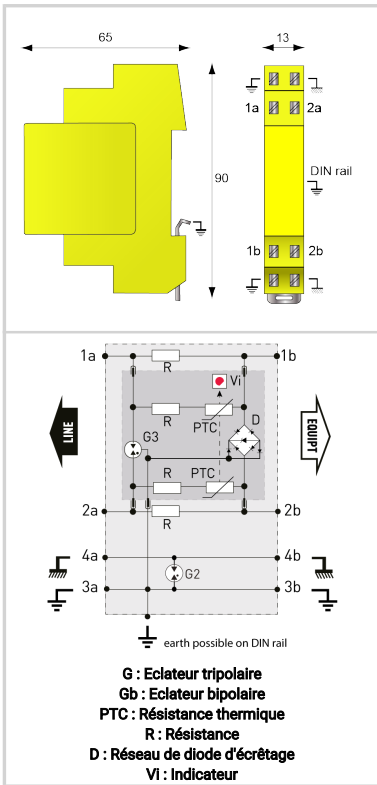 65
13
1a
2a
90
DIN rail
1b
2b
1a
1b
R
Vi
R
PTC
D
G3
R
PTC
2a
2b
R
LINE
EQUIPT
4a
4b
G2
3a
3b
earth possible on DIN rail
G : Eclateur tripolaire
Gb : Eclateur bipolaire
PTC : Résistance thermique
R : Résistance
D : Réseau de diode d'écrêtage
Vi : Indicateur